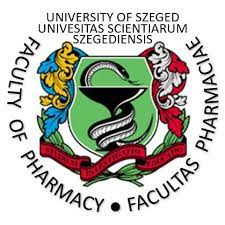 UNIVERSITY OF SZEGED
UNIVESITAS SCIENTIARUM
SZEGEDIENSIS
FACULTY OF PHARMACY • FACULTAS PHARMACIAE